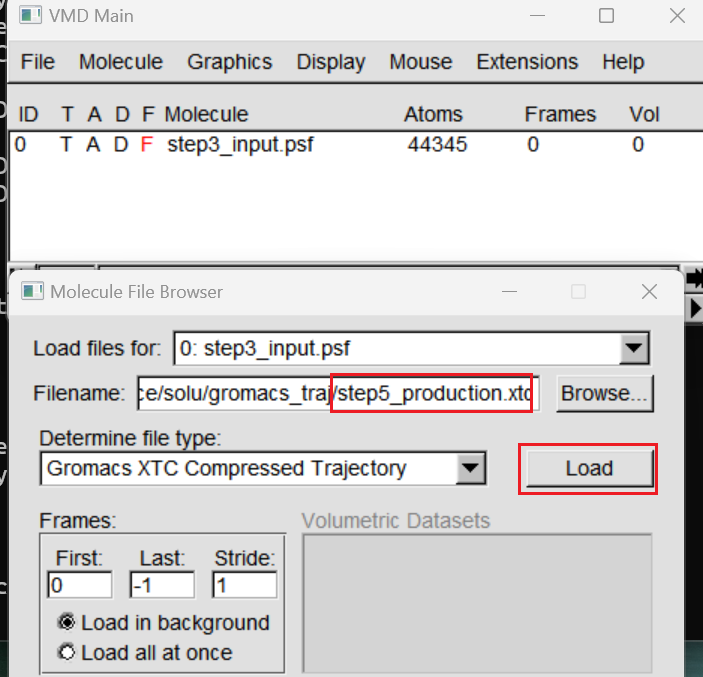 VMD Main
File Molecule Graphics Display Mouse Extensions Help
ID T A D F Molecule Atoms Frames Vol
0 T A D F step3_input.psf 44345 0 0
Molecule File Browser
Load files for: 0: step3_input.psf
Filename: ce/solu/gromacs_traj/step5_production.xtc Browse...
Determine file type:
Gromacs XTC Compressed Trajectory Load
Frames: Volumetric Datasets
First: Last: Stride:
0 -1 1
Load in background
Load all at once